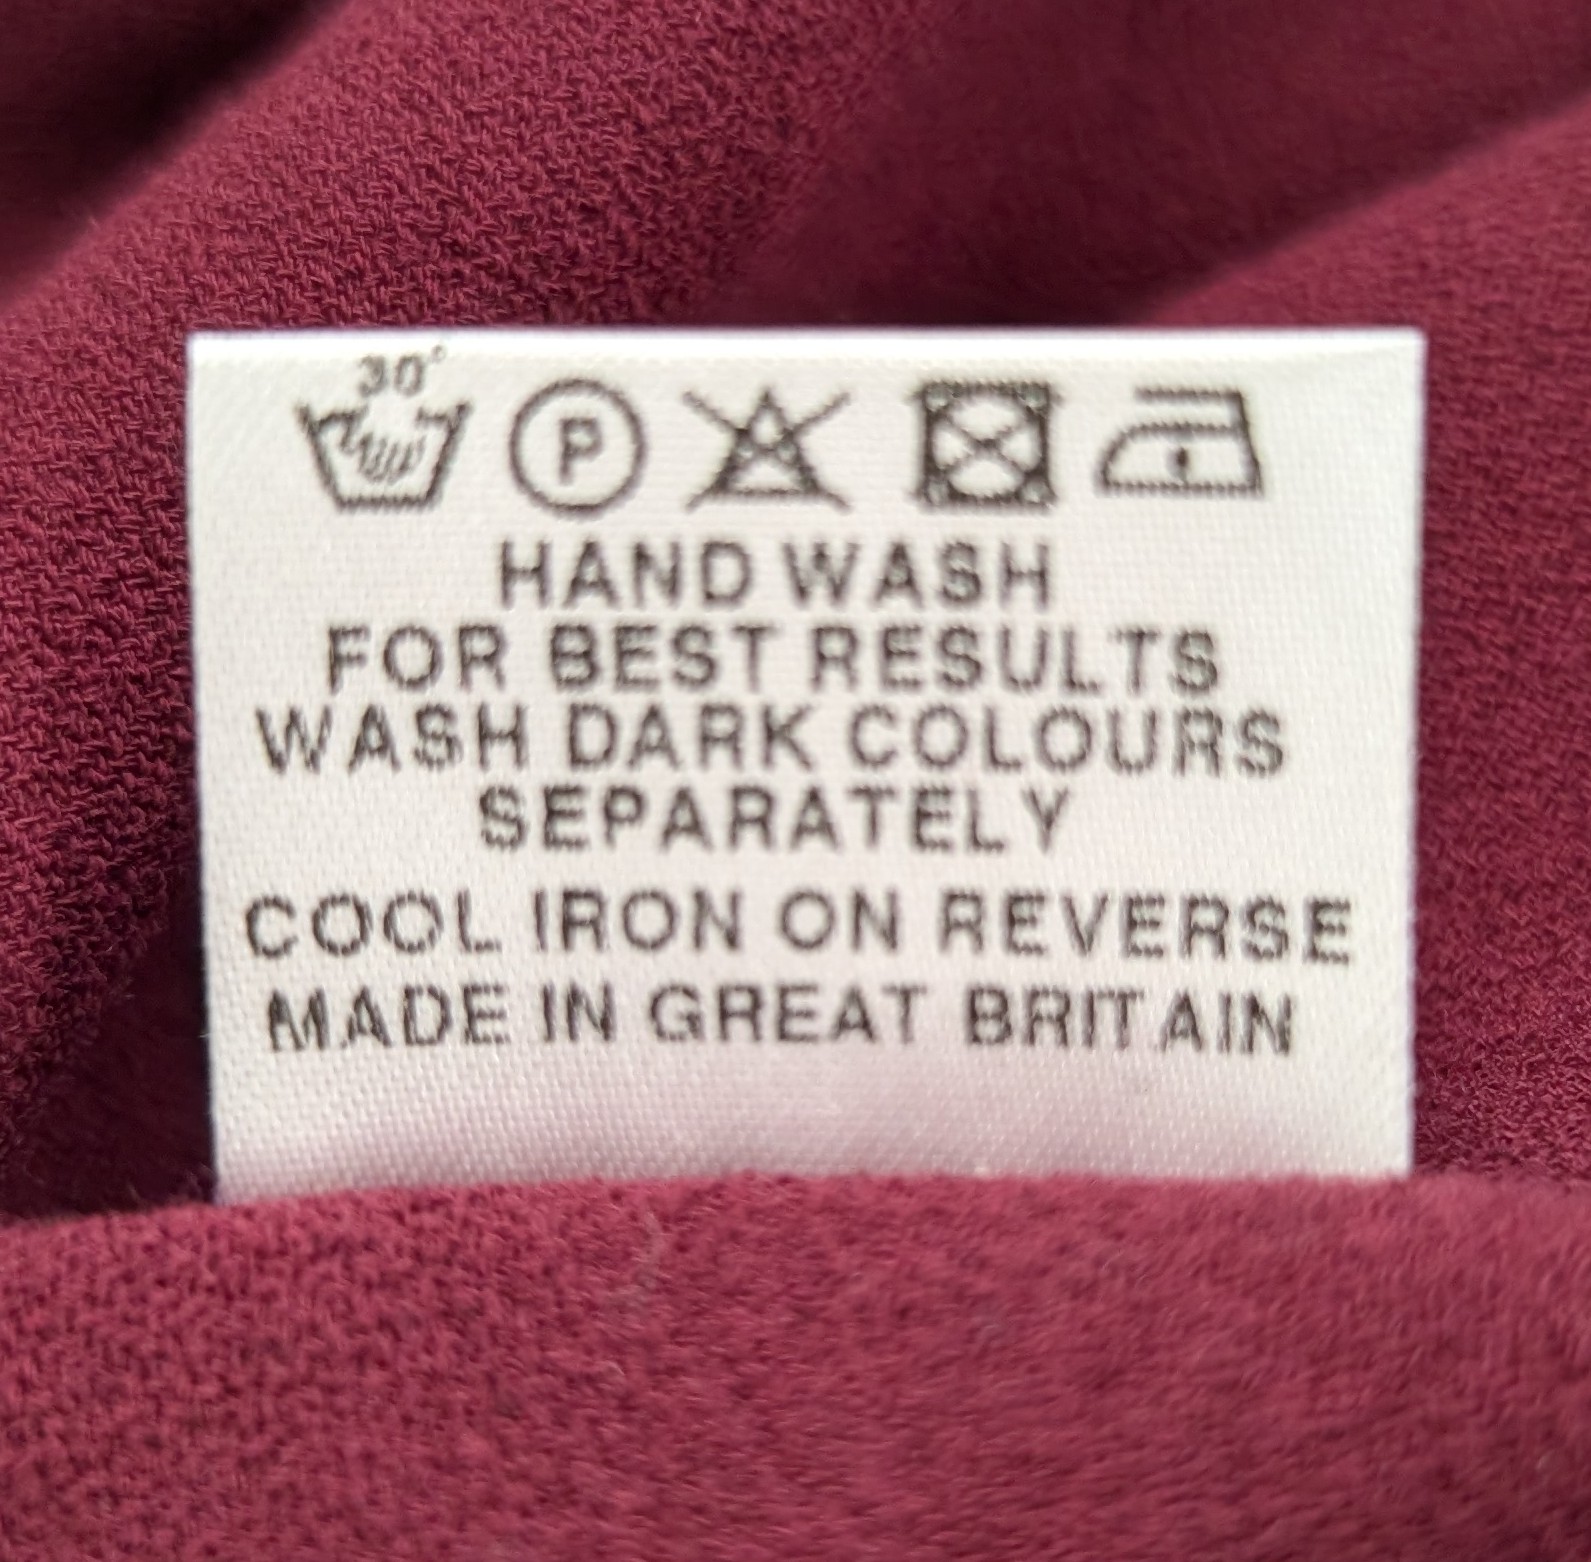 30°
P
HAND WASH
FOR BEST RESULTS
WASH DARK COLOURS
SEPARATELY
COOL IRON ON REVERSE
MADE IN GREAT BRITAIN